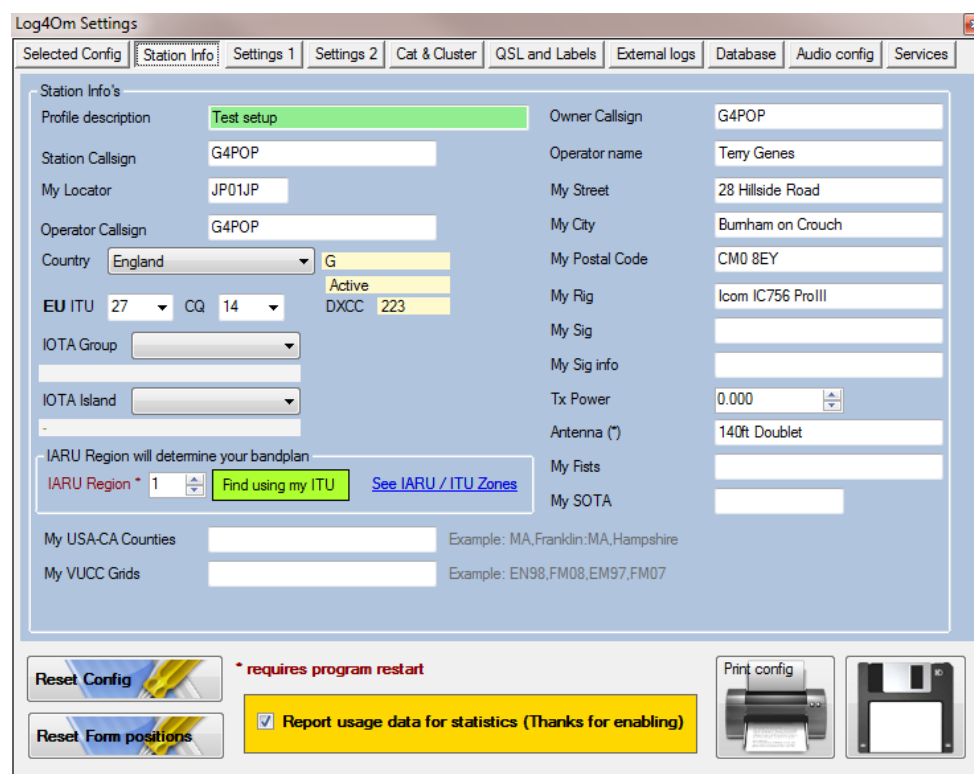 Log4Om Settings
Selected Config Station Info Settings 1 Settings 2 Cat & Cluster QSL and Labels External logs Database Audio config Services
Station Info's
Profile description Test setup
Station Callsign G4POP
My Locator JP01JP
Operator Callsign G4POP
Country England G
Active
EU ITU 27 CQ 14 DXCC 223
IOTA Group
IOTA Island
-
IARU Region will determine your bandplan
IARU Region * 1 Find using my ITU See IARU / ITU Zones
Owner Callsign G4POP
Operator name Terry Genes
My Street 28 Hillside Road
My City Burnham on Crouch
My Postal Code CM0 8EY
My Rig Icom IC756 ProIII
My Sig
My Sig info
Tx Power 0.000
Antenna (*) 140ft Doublet
My Fists
My SOTA
My USA-CA Counties Example: MA,Franklin:MA,Hampshire
My VUCC Grids Example: EN98,FM08,EM97,FM07
Reset Config
Reset Form positions
* requires program restart
Report usage data for statistics (Thanks for enabling)
Print config